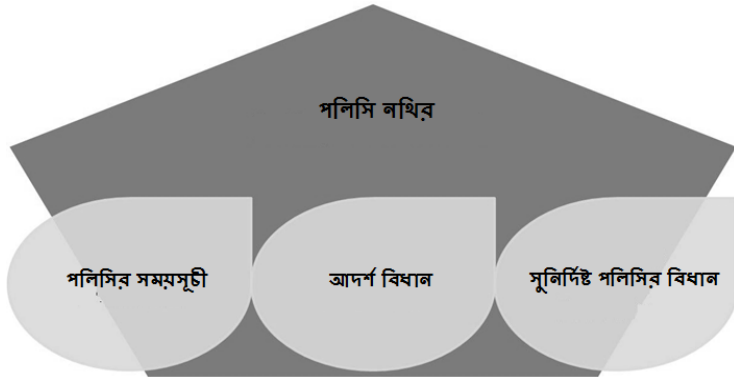 পলিসি নথির
পলিসির সময়সূচী
আদর্শ বিধান
সুনির্দিষ্ট পলিসির বিধান